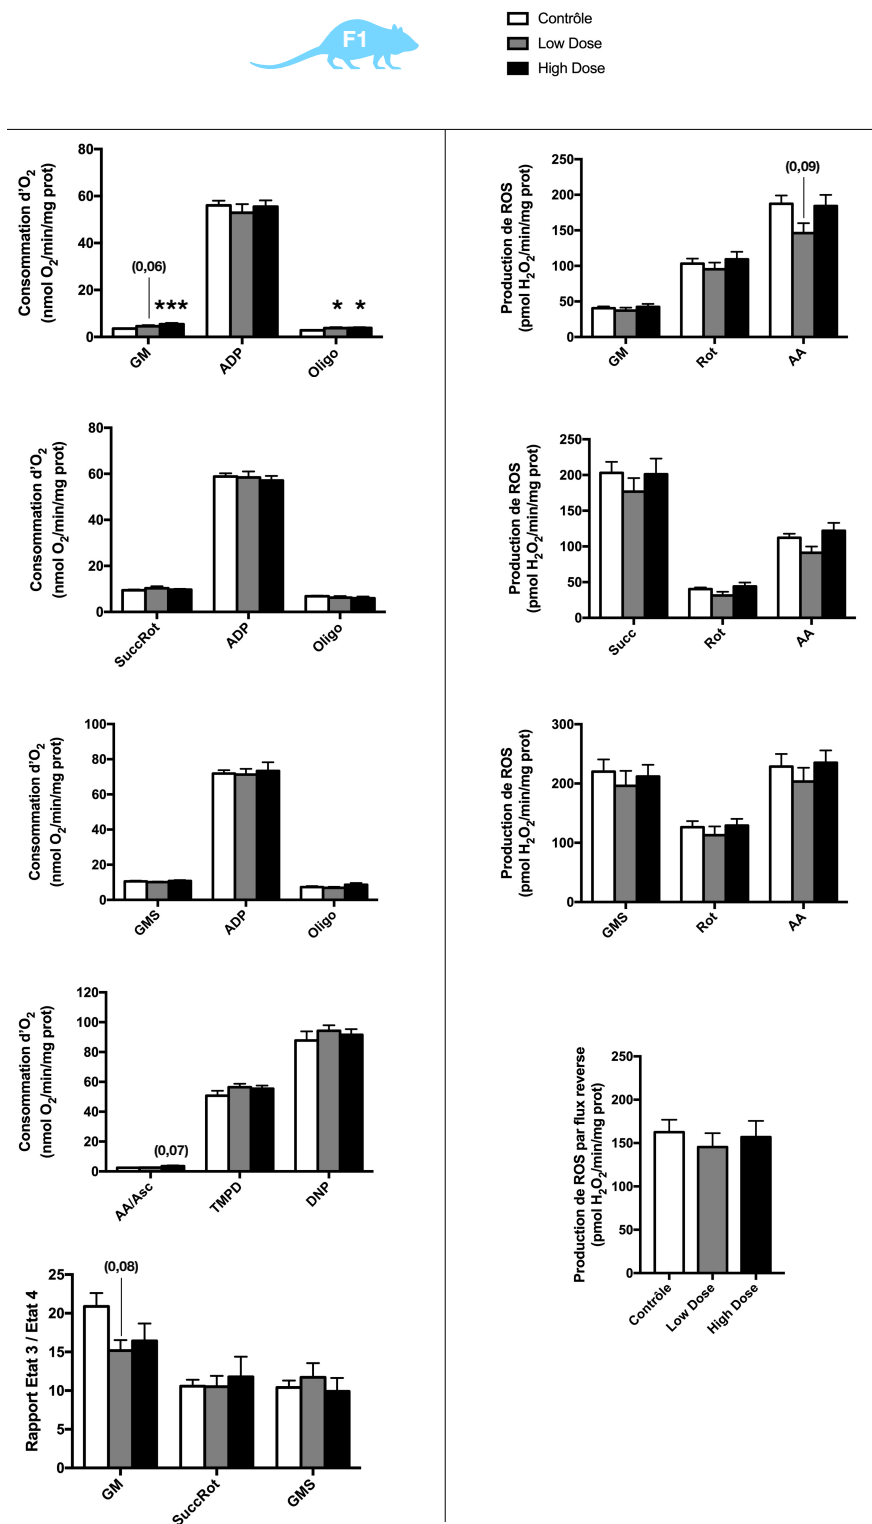 F1
Contrôle
Low Dose
High Dose
Consommation d'O2
(nmol O2/min/mg prot)
80
60
40
20
0
(0,06)
***
*
*
GM
ADP
Oligo
Production de ROS
(pmol H2O2/min/mg prot)
250
200
150
100
50
0
(0,09)
GM
Rot
AA
Consommation d'O2
(nmol O2/min/mg prot)
80
60
40
20
0
SuccRot
ADP
Oligo
Production de ROS
(pmol H2O2/min/mg prot)
250
200
150
100
50
0
Succ
Rot
AA
Consommation d'O2
(nmol O2/min/mg prot)
100
80
60
40
20
0
GMS
ADP
Oligo
Production de ROS
(pmol H2O2/min/mg prot)
300
200
100
0
GMS
Rot
AA
Consommation d'O2
(nmol O2/min/mg prot)
120
100
80
60
40
20
0
(0,07)
AA/Asc
TMPD
DNP
Production de ROS par flux reverse
(pmol H2O2/min/mg prot)
250
200
150
100
50
0
Contrôle
Low Dose
High Dose
Rapport Etat 3 / Etat 4
25
20
15
10
5
0
(0,08)
GM
SuccRot
GMS